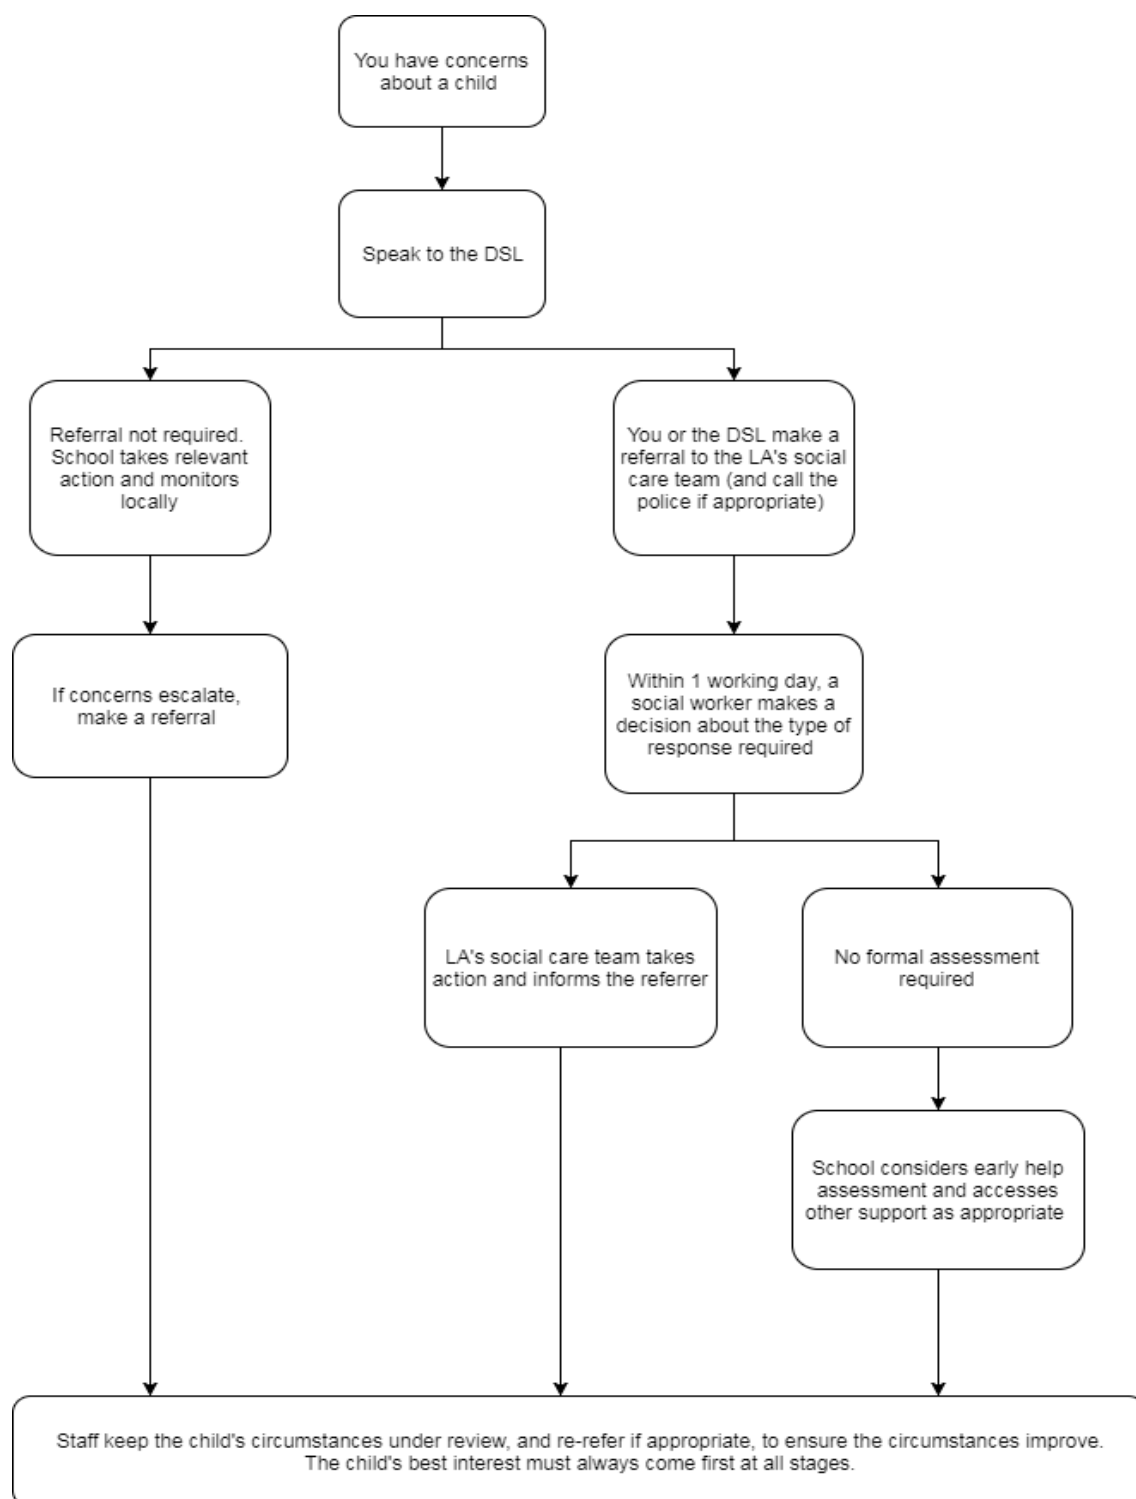 You have concerns
about a child
Speak to the DSL
Referral not required.
School takes relevant
action and monitors
locally
You or the DSL make a
referral to the LA's social
care team (and call the
police if appropriate)
If concerns escalate,
make a referral
Within 1 working day, a
social worker makes a
decision about the type of
response required
LA's social care team takes
action and informs the referrer
No formal assessment
required
School considers early help
assessment and accesses
other support as appropriate
Staff keep the child's circumstances under review, and re-refer if appropriate, to ensure the circumstances improve.
The child's best interest must always come first at all stages.